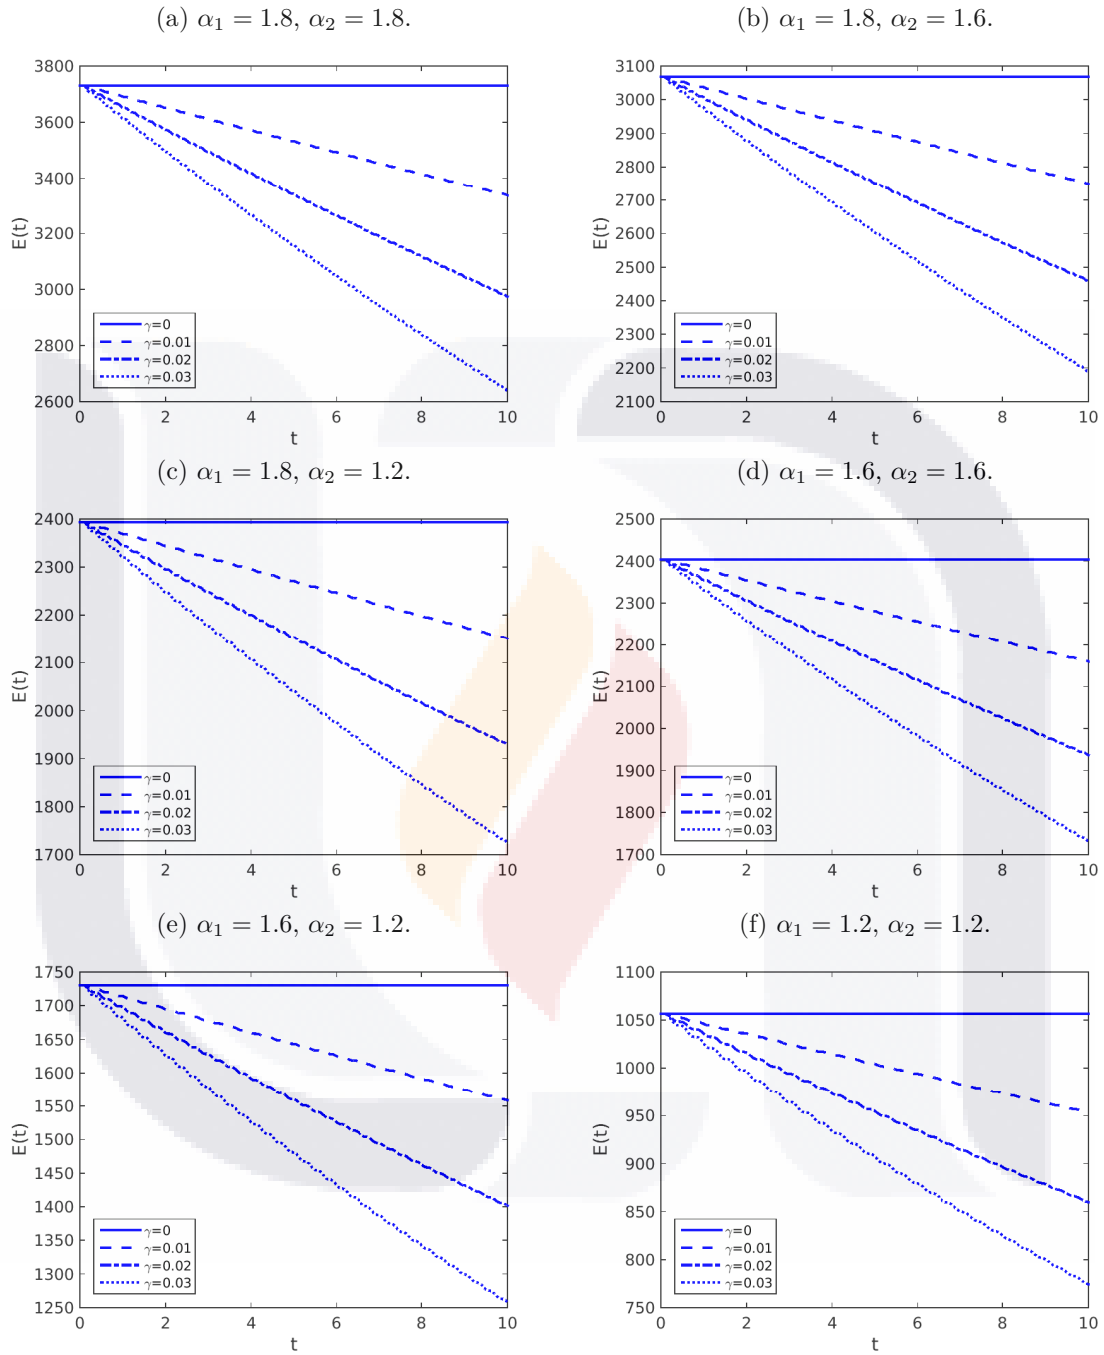 (a) α₁ = 1.8, α₂ = 1.8.
3800
3600
3400
3200
3000
2800
2600
E(t)
γ=0
γ=0.01
γ=0.02
γ=0.03
0 2 4 6 8 10
t
(b) α₁ = 1.8, α₂ = 1.6.
3100
3000
2900
2800
2700
2600
2500
2400
2300
2200
2100
E(t)
γ=0
γ=0.01
γ=0.02
γ=0.03
0 2 4 6 8 10
t
(c) α₁ = 1.8, α₂ = 1.2.
2400
2300
2200
2100
2000
1900
1800
1700
E(t)
γ=0
γ=0.01
γ=0.02
γ=0.03
0 2 4 6 8 10
t
(d) α₁ = 1.6, α₂ = 1.6.
2500
2400
2300
2200
2100
2000
1900
1800
1700
E(t)
γ=0
γ=0.01
γ=0.02
γ=0.03
0 2 4 6 8 10
t
(e) α₁ = 1.6, α₂ = 1.2.
1750
1700
1650
1600
1550
1500
1450
1400
1350
1300
1250
E(t)
γ=0
γ=0.01
γ=0.02
γ=0.03
0 2 4 6 8 10
t
(f) α₁ = 1.2, α₂ = 1.2.
1100
1050
1000
950
900
850
800
750
E(t)
γ=0
γ=0.01
γ=0.02
γ=0.03
0 2 4 6 8 10
t